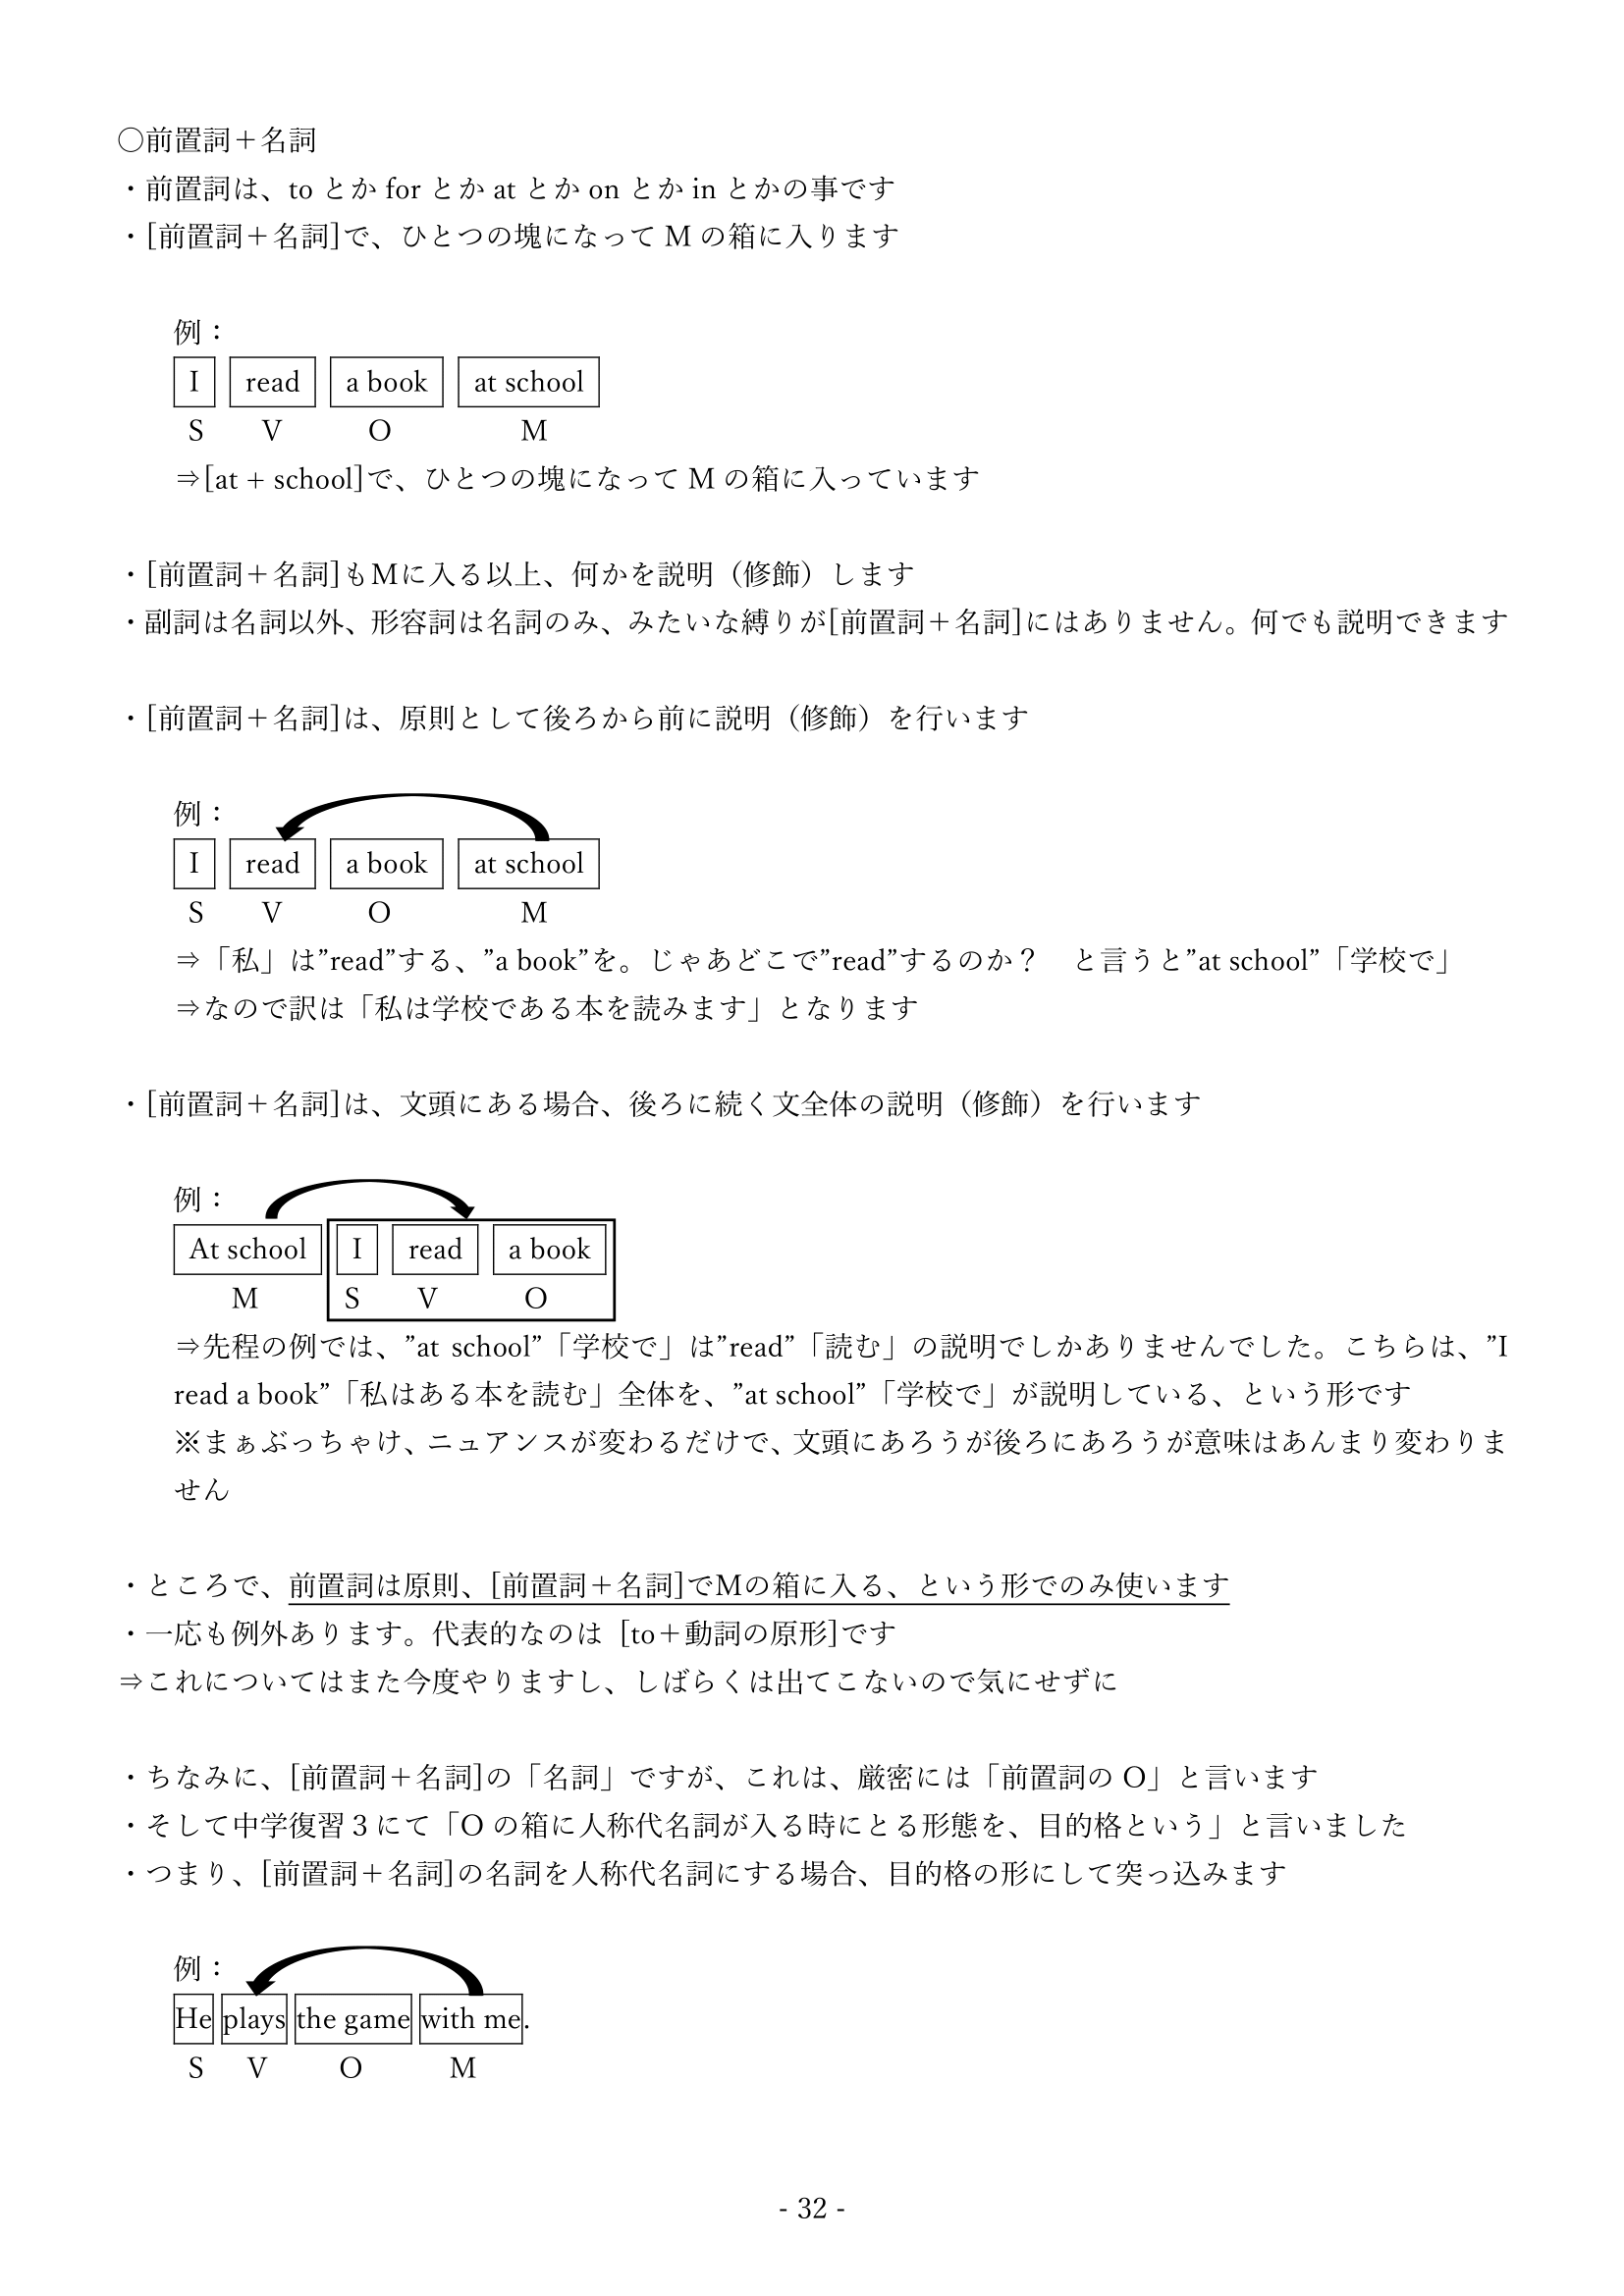 ○前置詞＋名詞
・前置詞は、to とか for とか at とか on とか in とかの事です
・[前置詞＋名詞]で、ひとつの塊になって M の箱に入ります
例：
I read a book at school
S V O M
⇒[at + school]で、ひとつの塊になって M の箱に入っています
・[前置詞＋名詞]もMに入る以上、何かを説明（修飾）します
・副詞は名詞以外、形容詞は名詞のみ、みたいな縛りが[前置詞＋名詞]にはありません。何でも説明できます
・[前置詞＋名詞]は、原則として後ろから前に説明（修飾）を行います
例：
I read a book at school
S V O M
⇒「私」は”read”する、”a book”を。じゃあどこで”read”するのか？　と言うと”at school”「学校で」
⇒なので訳は「私は学校である本を読みます」となります
・[前置詞＋名詞]は、文頭にある場合、後ろに続く文全体の説明（修飾）を行います
例：
At school I read a book
M S V O
⇒先程の例では、”at school”「学校で」は”read”「読む」の説明でしかありませんでした。こちらは、”I
read a book”「私はある本を読む」全体を、”at school”「学校で」が説明している、という形です
※まぁぶっちゃけ、ニュアンスが変わるだけで、文頭にあろうが後ろにあろうが意味はあんまり変わりま
せん
・ところで、前置詞は原則、[前置詞＋名詞]でMの箱に入る、という形でのみ使います
・一応も例外あります。代表的なのは [to＋動詞の原形]です
⇒これについてはまた今度やりますし、しばらくは出てこないので気にせずに
・ちなみに、[前置詞＋名詞]の「名詞」ですが、これは、厳密には「前置詞の O」と言います
・そして中学復習３にて「O の箱に人称代名詞が入る時にとる形態を、目的格という」と言いました
・つまり、[前置詞＋名詞]の名詞を人称代名詞にする場合、目的格の形にして突っ込みます
例：
He plays the game with me.
S V O M
- 32 -